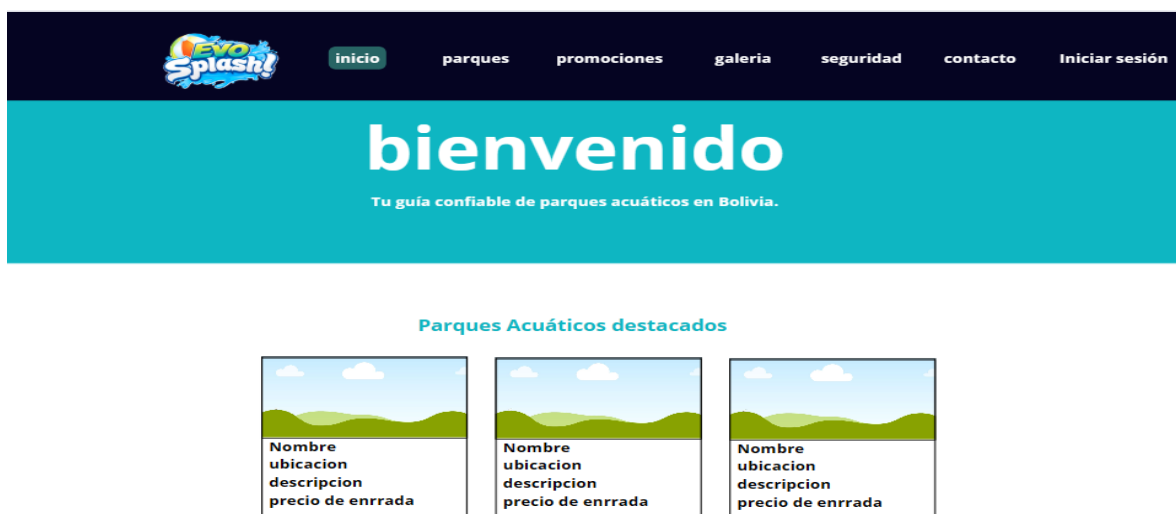 EVO
Splash!
inicio parques promociones galeria seguridad contacto Iniciar sesión
bienvenido
Tu guía confiable de parques acuáticos en Bolivia.
Parques Acuáticos destacados
Nombre
ubicacion
descripcion
precio de enrrada
Nombre
ubicacion
descripcion
precio de enrrada
Nombre
ubicacion
descripcion
precio de enrrada